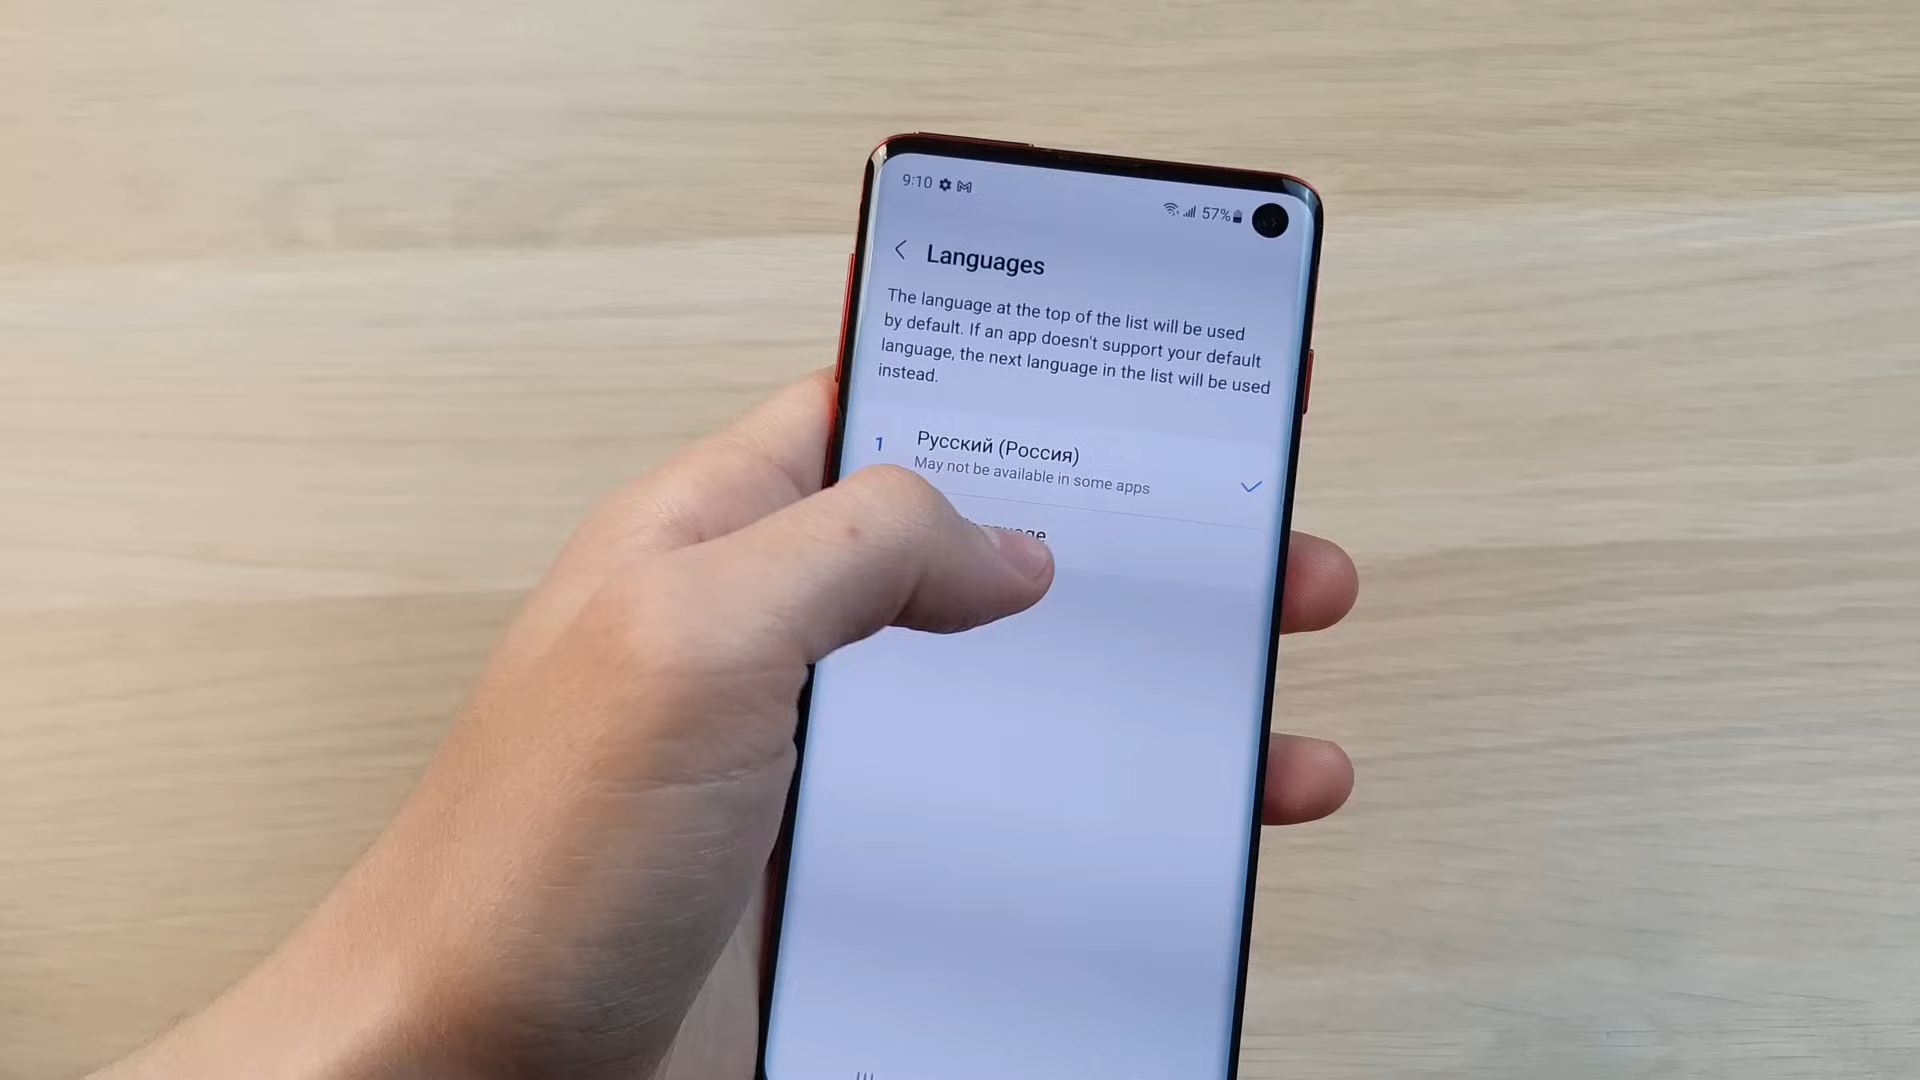 9:10
57%
Languages
The language at the top of the list will be used
by default. If an app doesn't support your default
language, the next language in the list will be used
instead.
1
Русский (Россия)
May not be available in some apps